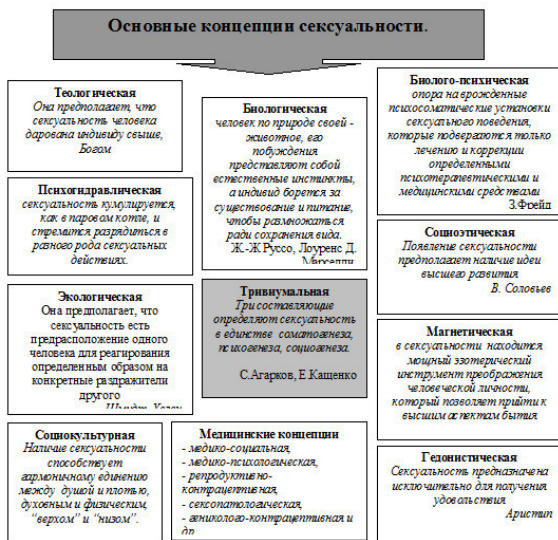 Основные концепции сексуальности.
Теологическая
Она предполагает, что
сексуальность человека
дарована индивиду свыше,
Богом
Психогидравлическая
сексуальность кумулируется,
как в паровом котле, и
стремится разрядиться в
разного рода сексуальных
действиях.
Экологическая
Она предполагает, что
сексуальность есть
предрасположение одного
человека для реагирования
определенным образом на
конкретные раздражители
другого
Социокультурная
Наличие сексуальности
способствует
гармоничному единению
между душой и плотью,
духовным и физическим,
“верхом” и “низом”.
Биологическая
человек по природе своей -
животное, его
побуждения
представляют собой
естественные инстинкты,
а индивид борется за
существование и питание,
чтобы размножаться
ради сохранения вида.
Ж.-Ж Руссо, Лоуренс Д.
Марселли
Тривиумальная
Три составляющие
определяют сексуальность
в единстве соматогенеза,
психогенеза, социогенеза.
С.Агарков, Е.Кащенко
Медицинские концепции
- медико-социальная,
- медико-психологическая,
- репродуктивно-
контрацептивная,
- сексопатологическая,
- гениколого-контрацептивная и
др.
Биолого-психическая
опора на врожденные
психосоматические установки
сексуального поведения,
которые подвергаются только
лечению и коррекции
определенными
психотерапевтическими и
медицинскими средствами
З.Фрейд
Социоэтическая
Появление сексуальности
предполагает наличие идеи
высшего развития
В. Соловьев
Магнетическая
в сексуальности находится
мощный эзотерический
инструмент преображения
человеческой личности,
который позволяет прийти к
высшим аспектам бытия
Гедонистическая
Сексуальность предназначена
исключительно для получения
удовольствия
Аристип